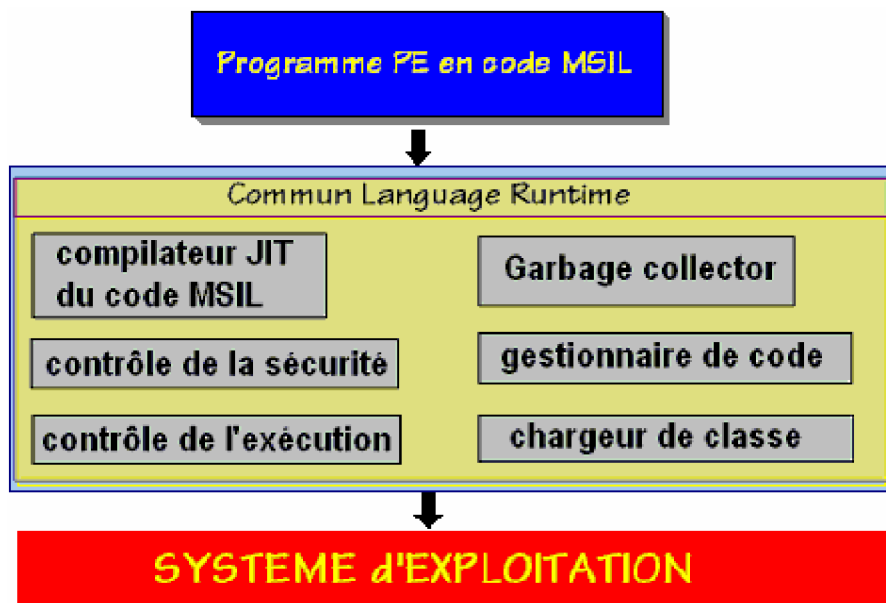 Programme PE en code MSIL
Commun Language Runtime
compilateur JIT
du code MSIL
Garbage collector
contrôle de la sécurité
gestionnaire de code
contrôle de l'exécution
chargeur de classe
SYSTEME d'EXPLOITATION